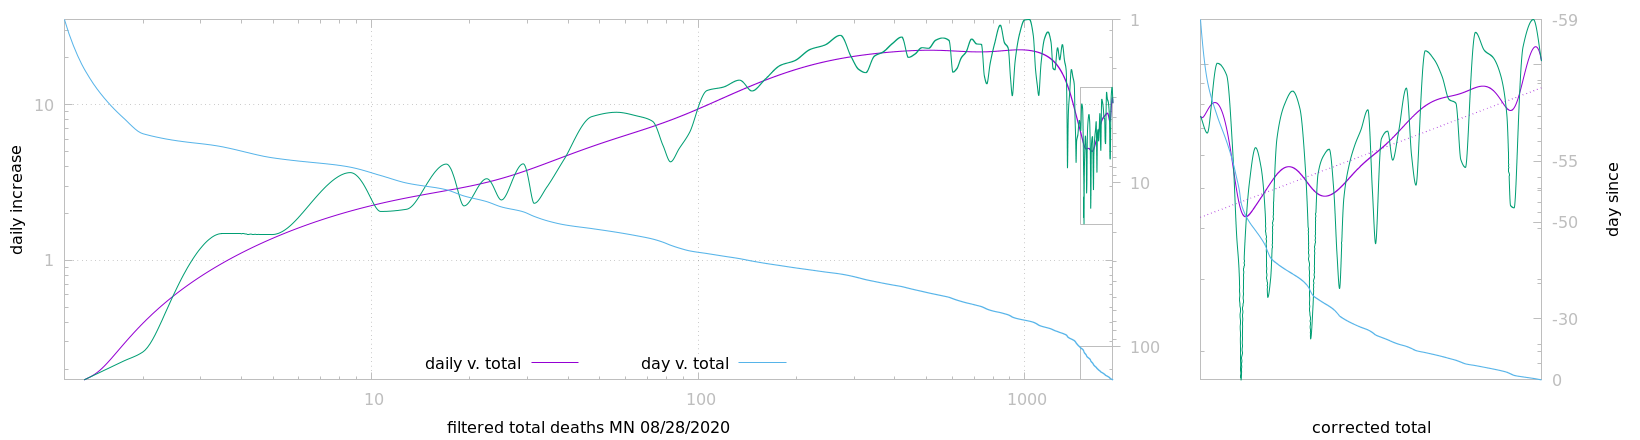 daily increase
10
1
daily v. total
day v. total
10
100
1000
filtered total deaths MN 08/28/2020
1
10
100
-59
-55
-50
-30
0
day since
corrected total